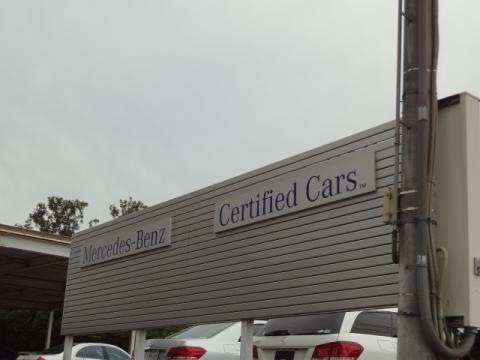 Mercedes-Benz
Certified Cars™